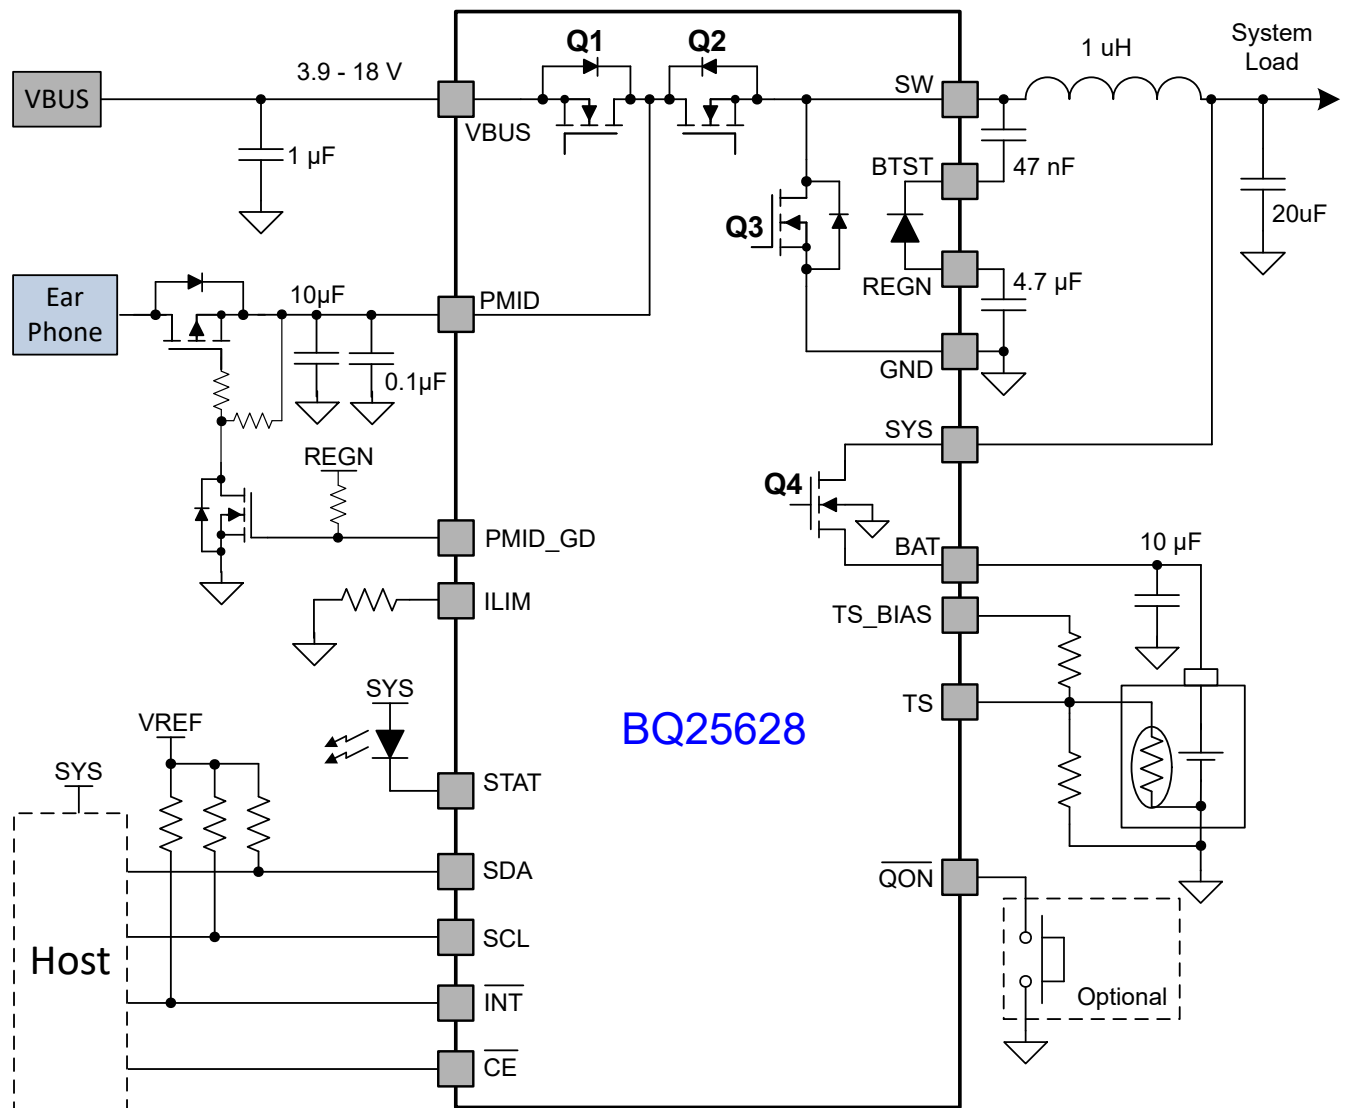 Q1
Q2
System
Load
1 uH
3.9 - 18 V
VBUS
VBUS
SW
1 µF
BTST
47 nF
20uF
Q3
REGN
4.7 µF
Ear
Phone
10µF
PMID
0.1µF
GND
SYS
REGN
Q4
PMID_GD
BAT
10 µF
ILIM
TS_BIAS
SYS
TS
VREF
BQ25628
SYS
STAT
SDA
QON
SCL
Host
INT
Optional
CE